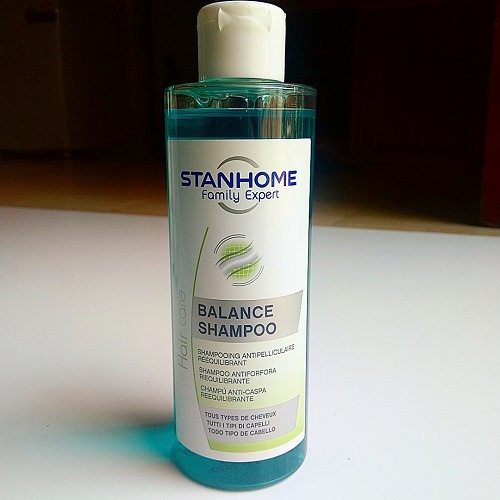 STANHOME
Family Expert
Hair care
BALANCE
SHAMPOO
SHAMPOOING ANTIPELLICULAIRE
RÉÉQUILIBRANT
SHAMPOO ANTIFORFORA
RIEQUILIBRANTE
CHAMPÚ ANTI-CASPA
REEQUILIBRANTE
TOUS TYPES DE CHEVEUX
TUTTI I TIPI DI CAPELLI
TODO TIPO DE CABELLO